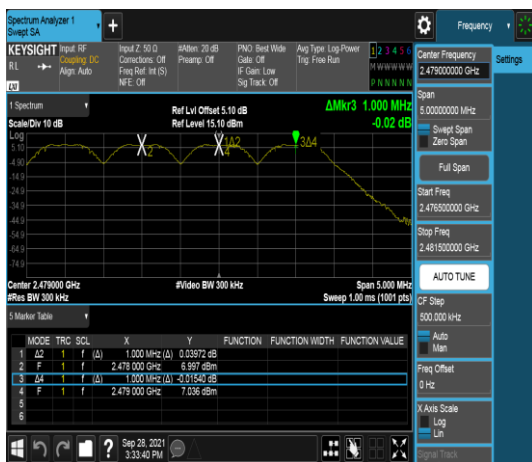 Spectrum Analyzer 1
Swept SA
Frequency
KEYSIGHT
RL
Input: RF
Coupling: DC
Align: Auto
Input Z: 50 Ω
Corrections: Off
Freq Ref: Int (S)
NFE: Off
#Atten: 20 dB
Preamp: Off
PNO: Best Wide
Gate: Off
IF Gain: Low
Sig Track: Off
Avg Type: Log-Power
Trig: Free Run
1 2 3 4 5 6
M W W W W W
P N N N N N
LXI
Center Frequency
2.479000000 GHz
Settings
Span
5.00000000 MHz
Swept Span
Zero Span
Full Span
Start Freq
2.476500000 GHz
Stop Freq
2.481500000 GHz
AUTO TUNE
CF Step
500.000 kHz
Auto
Man
Freq Offset
0 Hz
X Axis Scale
Log
Lin
Signal Track
1 Spectrum
Scale/Div 10 dB
Ref Lvl Offset 5.10 dB
Ref Level 15.10 dBm
ΔMkr3 1.000 MHz
-0.02 dB
Log
5.10
-4.90
-14.9
-24.9
-34.9
-44.9
-54.9
-64.9
-74.9
2
1Δ2
4
3Δ4
Center 2.479000 GHz
#Res BW 300 kHz
#Video BW 300 kHz
Span 5.000 MHz
Sweep 1.00 ms (1001 pts)
5 Marker Table
MODE TRC SCL X Y FUNCTION FUNCTION WIDTH FUNCTION VALUE
1 Δ2 1 f (Δ) 1.000 MHz (Δ) 0.03972 dB
2 F 1 f 2.478 000 GHz 6.997 dBm
3 Δ4 1 f (Δ) 1.000 MHz (Δ) -0.01540 dB
4 F 1 f 2.479 000 GHz 7.036 dBm
5
6
Sep 28, 2021
3:33:40 PM